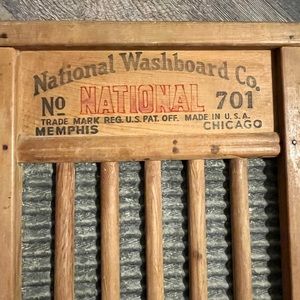 National Washboard Co.
No NATIONAL 701
TRADE MARK REG. U.S. PAT. OFF. MADE IN U.S.A.
MEMPHIS CHICAGO